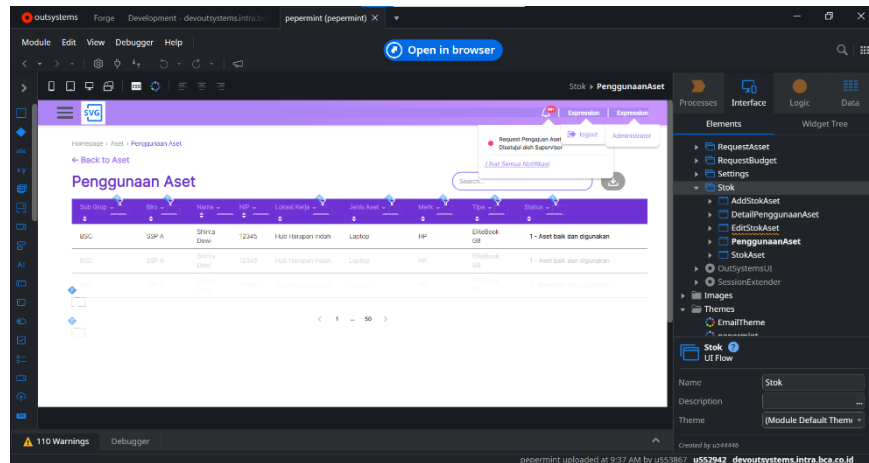 outsystems Forge Development - devoutsystems.intra.bc pepermint (pepermint)
Module Edit View Debugger Help
Open in browser
Stok > PenggunaanAset
Processes Interface Logic Data
Elements Widget Tree
SVG
Expression Expression
logout Administrator
Request Pengajuan Aset
Disetujui oleh Supervisor
Lihat Semua Notifikasi
Homepage > Aset > Penggunaan Aset
← Back to Aset
Penggunaan Aset
Search...
Sub Grup Biro Nama NIP Lokasi Kerja Jenis Aset Merk Tipe Status
BSC SSP A Shinta Dewi 12345 Hub Harapan Indah Laptop HP EliteBook G8 1 - Aset baik dan digunakan
BSC SSP A Shinta Dewi 12345 Hub Harapan Indah Laptop HP EliteBook G8 1 - Aset baik dan digunakan
< 1 ... 50 >
RequestAsset
RequestBudget
Settings
Stok
AddStokAset
DetailPenggunaanAset
EditStokAset
PenggunaanAset
StokAset
OutSystemsUI
SessionExtender
Images
Themes
EmailTheme
pepermint
Stok
UI Flow
Name Stok
Description ...
Theme (Module Default Theme
Created by u544446
110 Warnings Debugger
pepermint uploaded at 9:37 AM by u553867 u552942 devoutsystems.intra.bca.co.id